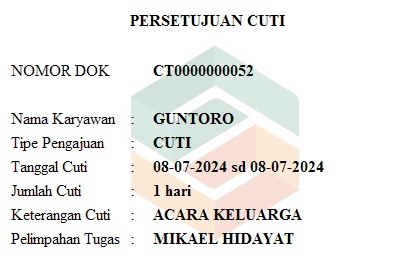 PERSETUJUAN CUTI
NOMOR DOK CT0000000052
Nama Karyawan : GUNTORO
Tipe Pengajuan : CUTI
Tanggal Cuti : 08-07-2024 sd 08-07-2024
Jumlah Cuti : 1 hari
Keterangan Cuti : ACARA KELUARGA
Pelimpahan Tugas : MIKAEL HIDAYAT